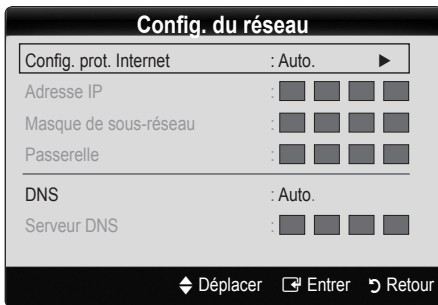 Config. du réseau
Config. prot. Internet : Auto. ►
Adresse IP :
Masque de sous-réseau :
Passerelle :
DNS : Auto.
Serveur DNS :
Déplacer Entrer Retour